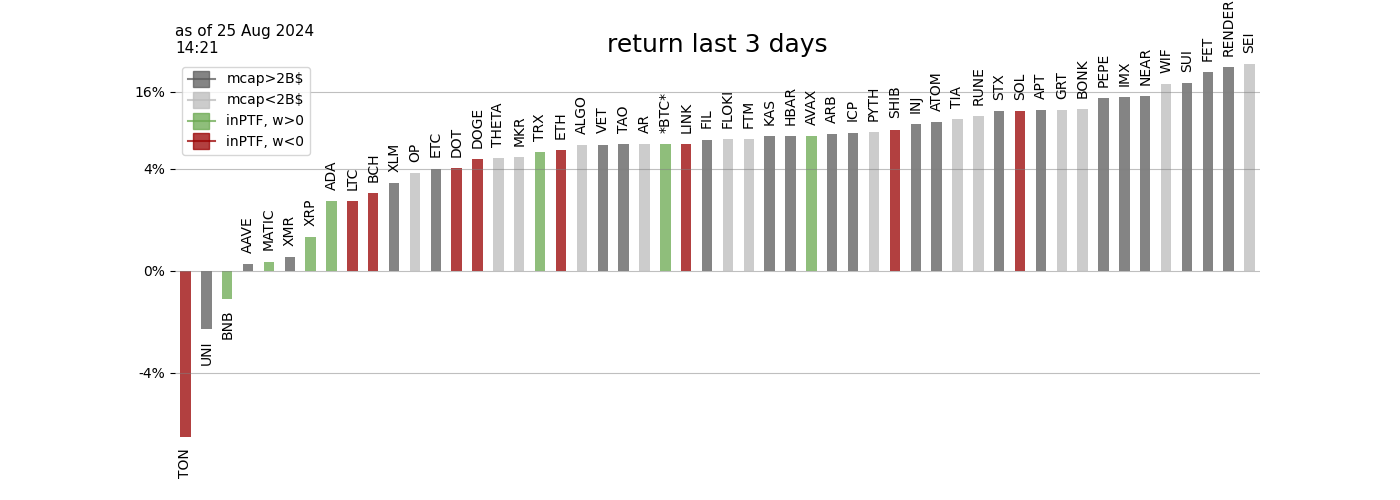 as of 25 Aug 2024
14:21
return last 3 days
mcap>2B$
mcap<2B$
inPTF, w>0
inPTF, w<0
16%
4%
0%
-4%
TON
UNI
BNB
AAVE
MATIC
XMR
XRP
ADA
LTC
BCH
XLM
OP
ETC
DOT
DOGE
THETA
MKR
TRX
ETH
ALGO
VET
TAO
AR
*BTC*
LINK
FIL
FLOKI
FTM
KAS
HBAR
AVAX
ARB
ICP
PYTH
SHIB
INJ
ATOM
TIA
RUNE
STX
SOL
APT
GRT
BONK
PEPE
IMX
NEAR
WIF
SUI
FET
RENDER
SEI